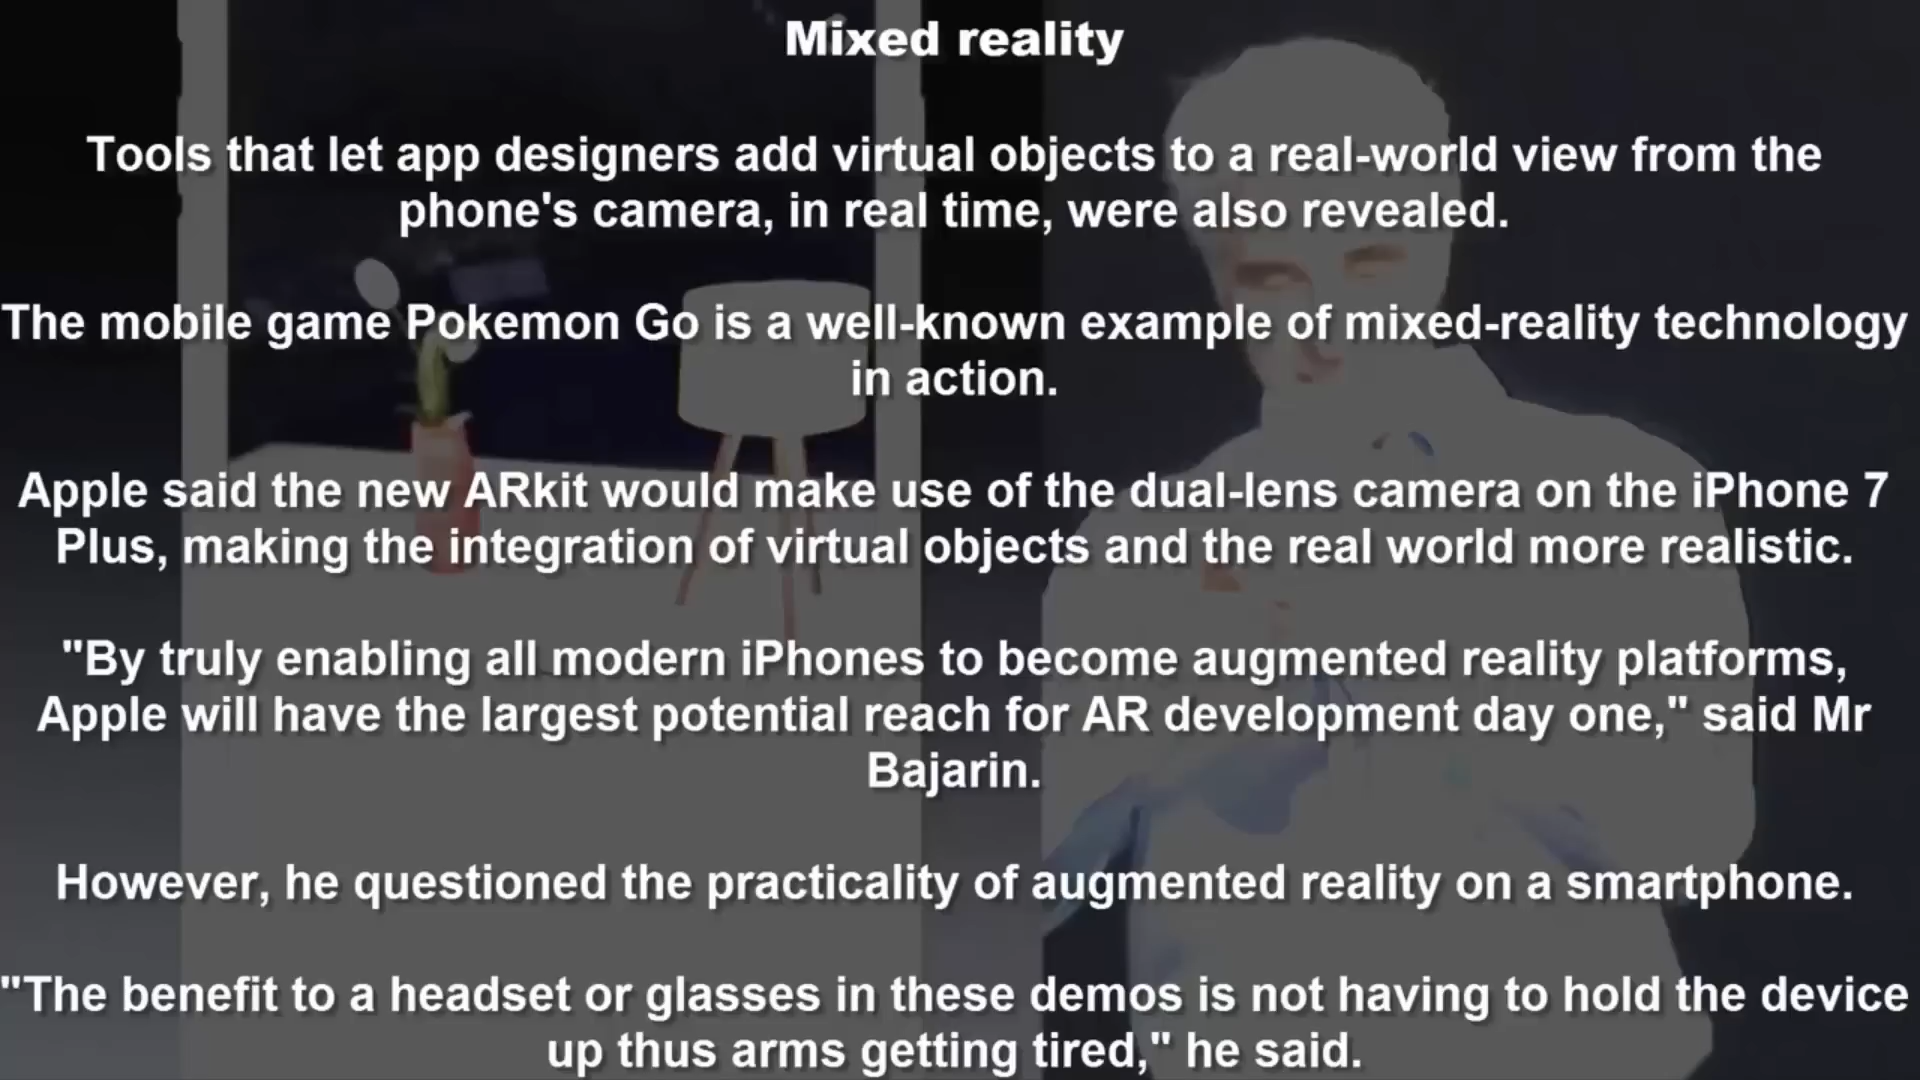 Mixed reality
Tools that let app designers add virtual objects to a real-world view from the
phone's camera, in real time, were also revealed.
The mobile game Pokemon Go is a well-known example of mixed-reality technology
in action.
Apple said the new ARkit would make use of the dual-lens camera on the iPhone 7
Plus, making the integration of virtual objects and the real world more realistic.
"By truly enabling all modern iPhones to become augmented reality platforms,
Apple will have the largest potential reach for AR development day one," said Mr
Bajarin.
However, he questioned the practicality of augmented reality on a smartphone.
"The benefit to a headset or glasses in these demos is not having to hold the device
up thus arms getting tired," he said.